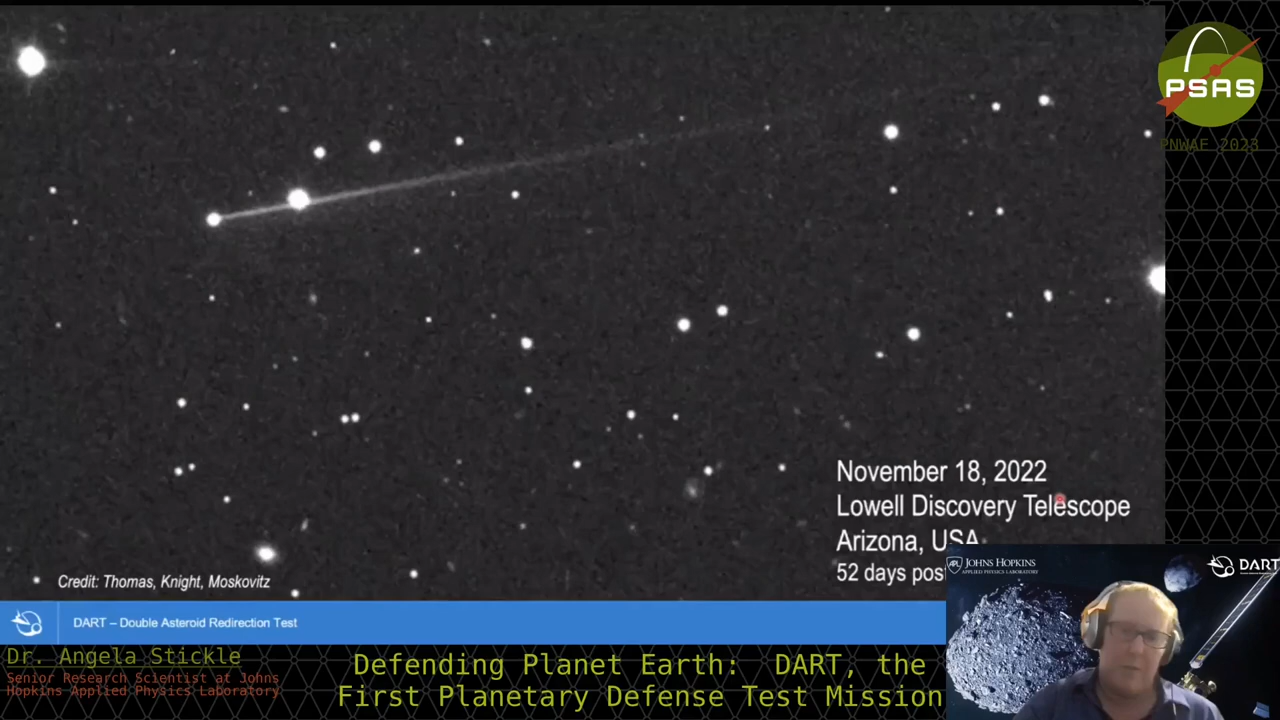 PSAS
PNWAF 2023
November 18, 2022
Lowell Discovery Telescope
Arizona, USA
52 days post
Credit: Thomas, Knight, Moskovitz
JOHNS HOPKINS
APPLIED PHYSICS LABORATORY
DART
DART – Double Asteroid Redirection Test
Dr. Angela Stickle
Senior Research Scientist at Johns
Hopkins Applied Physics Laboratory
Defending Planet Earth: DART, the
First Planetary Defense Test Mission